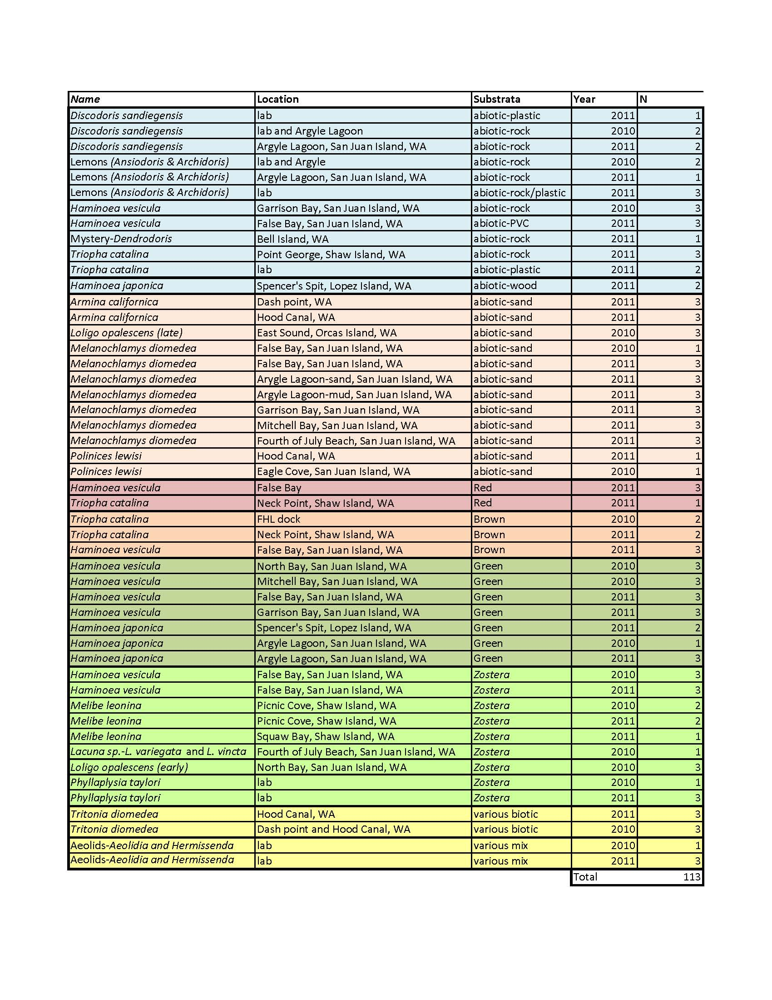 Name Location Substrata Year N
Discodoris sandiegensis lab abiotic-plastic 2011 1
Discodoris sandiegensis lab and Argyle Lagoon abiotic-rock 2010 2
Discodoris sandiegensis Argyle Lagoon, San Juan Island, WA abiotic-rock 2011 2
Lemons (Ansiodoris & Archidoris) lab and Argyle abiotic-rock 2010 2
Lemons (Ansiodoris & Archidoris) Argyle Lagoon, San Juan Island, WA abiotic-rock 2011 1
Lemons (Ansiodoris & Archidoris) lab abiotic-rock/plastic 2011 3
Haminoea vesicula Garrison Bay, San Juan Island, WA abiotic-rock 2010 3
Haminoea vesicula False Bay, San Juan Island, WA abiotic-PVC 2011 3
Mystery-Dendrodoris Bell Island, WA abiotic-rock 2011 1
Triopha catalina Point George, Shaw Island, WA abiotic-rock 2011 3
Triopha catalina lab abiotic-plastic 2011 2
Haminoea japonica Spencer's Spit, Lopez Island, WA abiotic-wood 2011 2
Armina californica Dash point, WA abiotic-sand 2011 3
Armina californica Hood Canal, WA abiotic-sand 2011 3
Loligo opalescens (late) East Sound, Orcas Island, WA abiotic-sand 2010 3
Melanochlamys diomedea False Bay, San Juan Island, WA abiotic-sand 2010 1
Melanochlamys diomedea False Bay, San Juan Island, WA abiotic-sand 2011 3
Melanochlamys diomedea Arygle Lagoon-sand, San Juan Island, WA abiotic-sand 2011 3
Melanochlamys diomedea Argyle Lagoon-mud, San Juan Island, WA abiotic-sand 2011 3
Melanochlamys diomedea Garrison Bay, San Juan Island, WA abiotic-sand 2011 3
Melanochlamys diomedea Mitchell Bay, San Juan Island, WA abiotic-sand 2011 3
Melanochlamys diomedea Fourth of July Beach, San Juan Island, WA abiotic-sand 2011 3
Polinices lewisi Hood Canal, WA abiotic-sand 2011 1
Polinices lewisi Eagle Cove, San Juan Island, WA abiotic-sand 2010 1
Haminoea vesicula False Bay Red 2011 3
Triopha catalina Neck Point, Shaw Island, WA Red 2011 1
Triopha catalina FHL dock Brown 2010 2
Triopha catalina Neck Point, Shaw Island, WA Brown 2011 2
Haminoea vesicula False Bay, San Juan Island, WA Brown 2011 3
Haminoea vesicula North Bay, San Juan Island, WA Green 2010 3
Haminoea vesicula Mitchell Bay, San Juan Island, WA Green 2010 3
Haminoea vesicula False Bay, San Juan Island, WA Green 2011 3
Haminoea vesicula Garrison Bay, San Juan Island, WA Green 2011 3
Haminoea japonica Spencer's Spit, Lopez Island, WA Green 2011 2
Haminoea japonica Argyle Lagoon, San Juan Island, WA Green 2010 1
Haminoea japonica Argyle Lagoon, San Juan Island, WA Green 2011 3
Haminoea vesicula False Bay, San Juan Island, WA Zostera 2010 3
Haminoea vesicula False Bay, San Juan Island, WA Zostera 2011 3
Melibe leonina Picnic Cove, Shaw Island, WA Zostera 2010 2
Melibe leonina Picnic Cove, Shaw Island, WA Zostera 2011 2
Melibe leonina Squaw Bay, Shaw Island, WA Zostera 2011 1
Lacuna sp.-L. variegata and L. vincta Fourth of July Beach, San Juan Island, WA Zostera 2010 1
Loligo opalescens (early) North Bay, San Juan Island, WA Zostera 2010 3
Phyllaplysia taylori lab Zostera 2010 1
Phyllaplysia taylori lab Zostera 2011 3
Tritonia diomedea Hood Canal, WA various biotic 2011 3
Tritonia diomedea Dash point and Hood Canal, WA various biotic 2010 3
Aeolids-Aeolidia and Hermissenda lab various mix 2010 1
Aeolids-Aeolidia and Hermissenda lab various mix 2011 3
Total 113